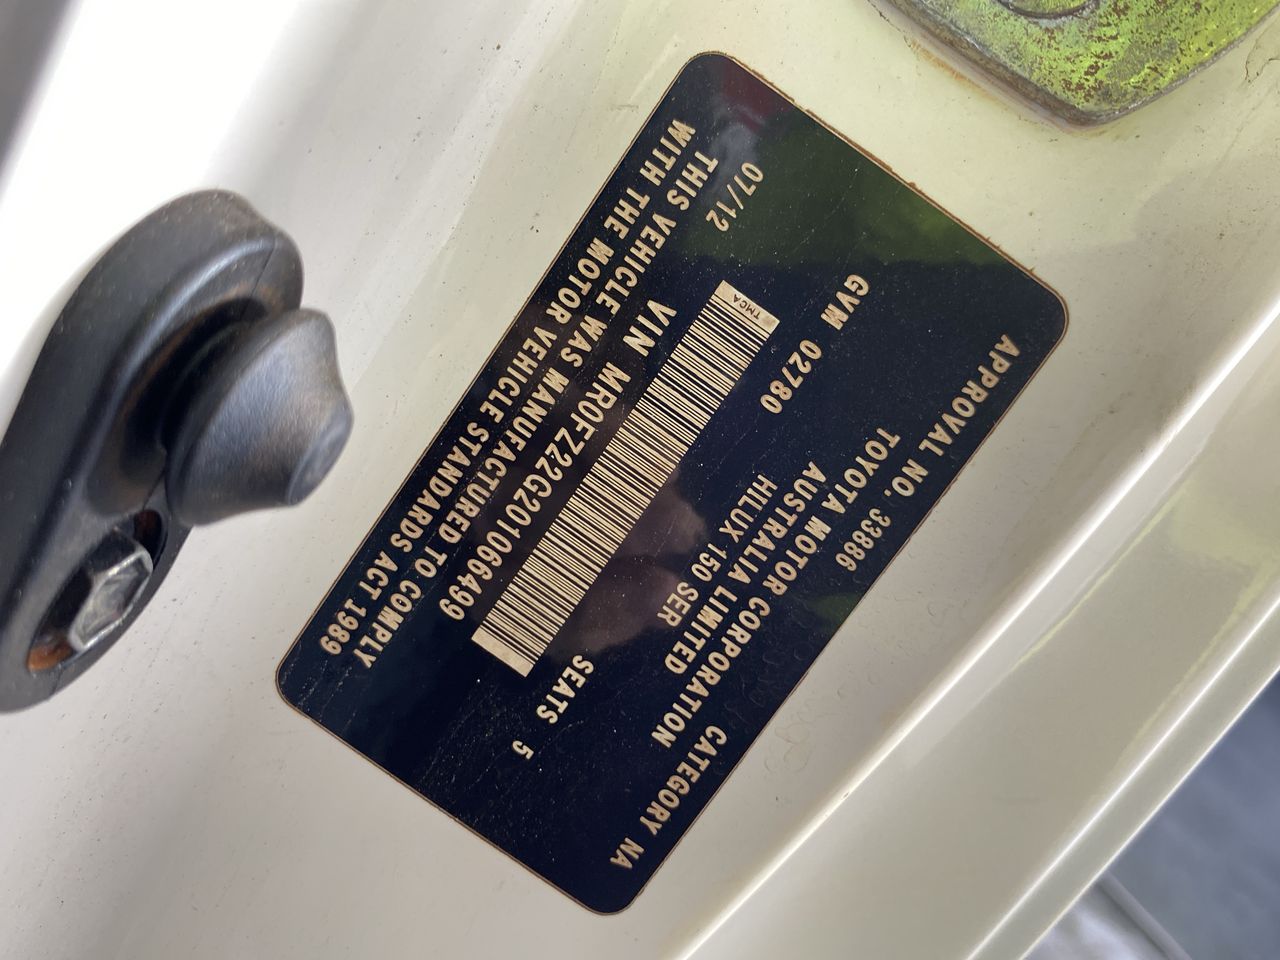 APPROVAL NO. 33886 CATEGORY NA
TOYOTA MOTOR CORPORATION
AUSTRALIA LIMITED
HILUX 150 SER
GVM 02780 SEATS 5
TMCA
07/12 VIN MR0FZ22G201066499
THIS VEHICLE WAS MANUFACTURED TO COMPLY
WITH THE MOTOR VEHICLE STANDARDS ACT 1989